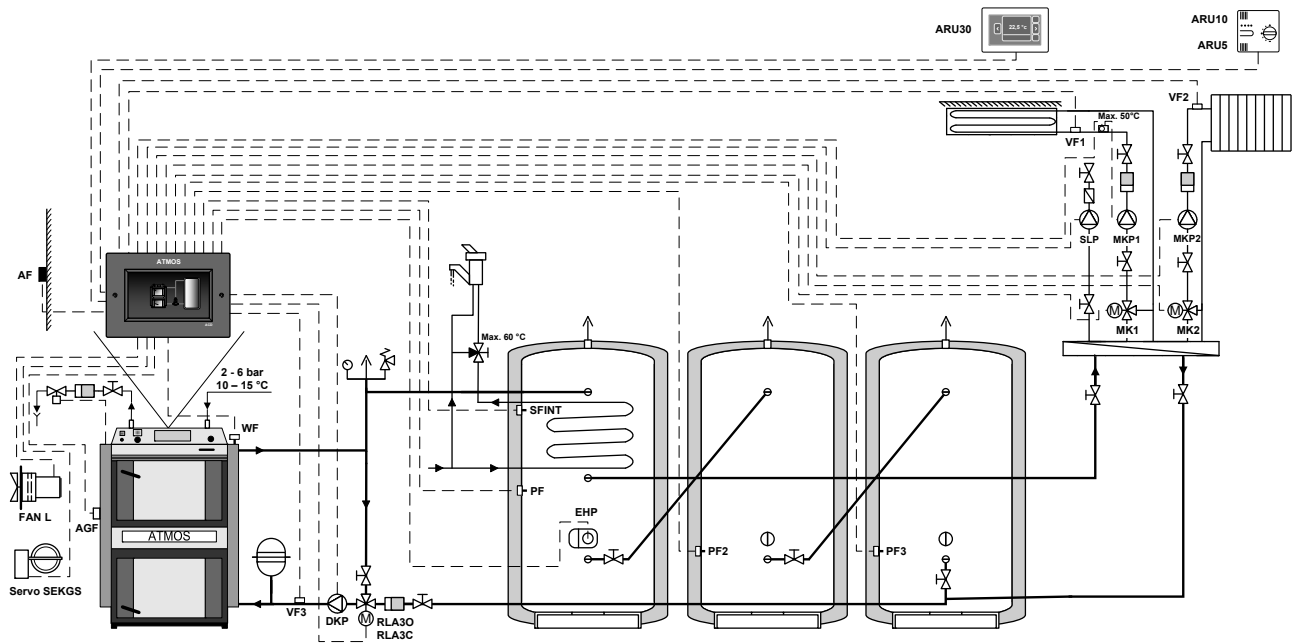 ARU30
22,5 °C
ARU10
ARU5
VF2
Max. 50°C
VF1
SLP
MKP1
MKP2
M
MK1
M
MK2
AF
ATMOS
Max. 60 °C
2 - 6 bar
10 – 15 °C
SFINT
WF
PF
FAN L
AGF
ATMOS
EHP
PF2
PF3
Servo SEKGS
VF3
DKP
M
RLA3O
RLA3C